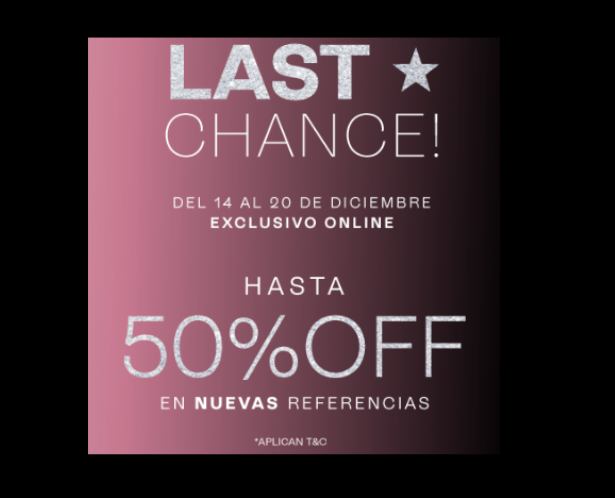 LAST
CHANCE!
DEL 14 AL 20 DE DICIEMBRE
EXCLUSIVO ONLINE
HASTA
50%OFF
EN NUEVAS REFERENCIAS
*APLICAN T&C